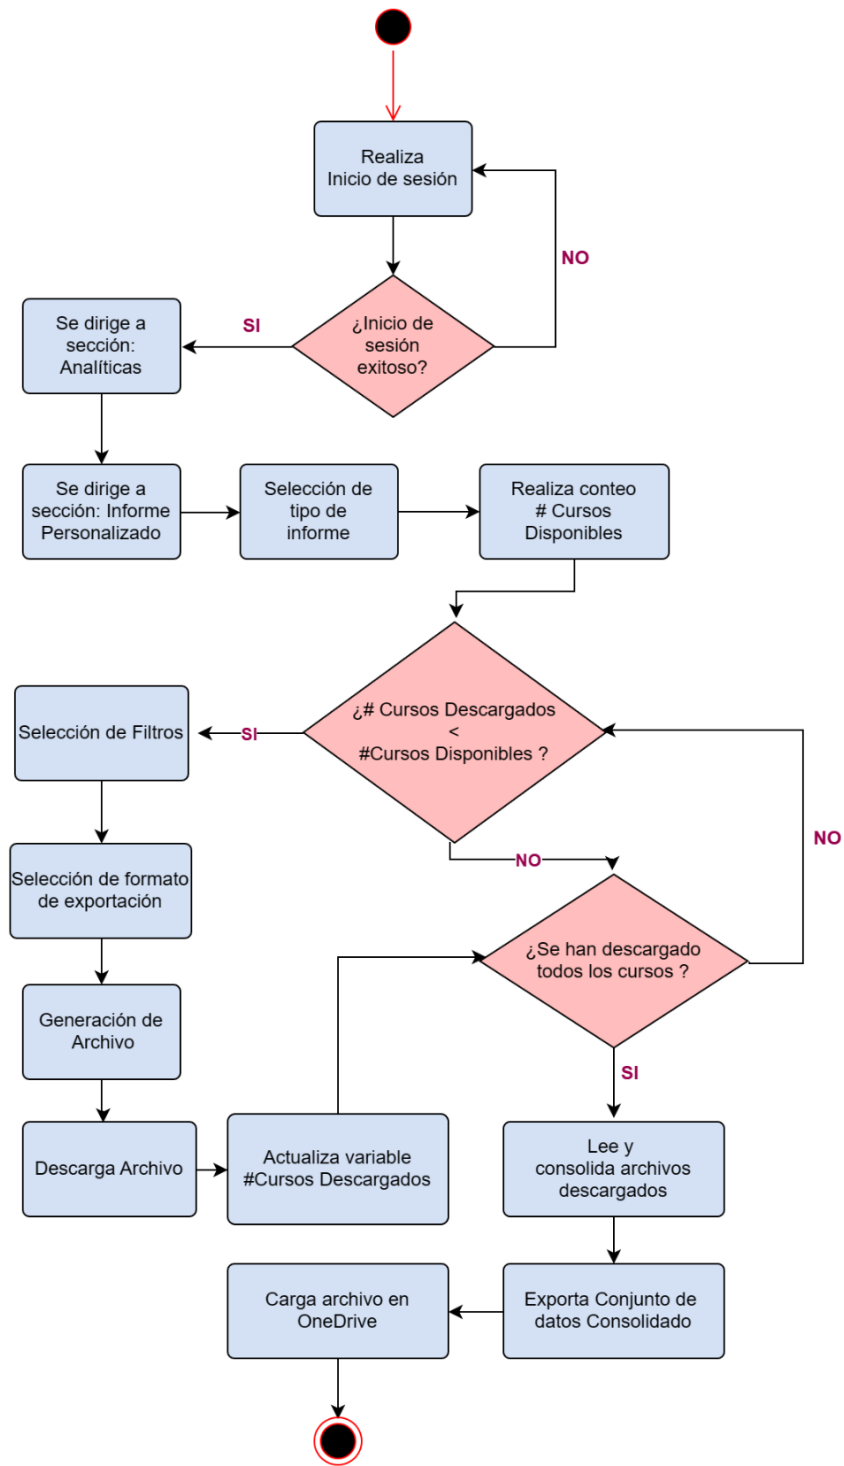 Realiza
Inicio de sesión
NO
¿Inicio de
sesión
exitoso?
SI
Se dirige a
sección:
Analíticas
Se dirige a
sección: Informe
Personalizado
Selección de
tipo de
informe
Realiza conteo
# Cursos
Disponibles
¿# Cursos Descargados
<
#Cursos Disponibles ?
SI
Selección de Filtros
NO
NO
Selección de formato
de exportación
¿Se han descargado
todos los cursos ?
Generación de
Archivo
SI
Descarga Archivo
Actualiza variable
#Cursos Descargados
Lee y
consolida archivos
descargados
Carga archivo en
OneDrive
Exporta Conjunto de
datos Consolidado